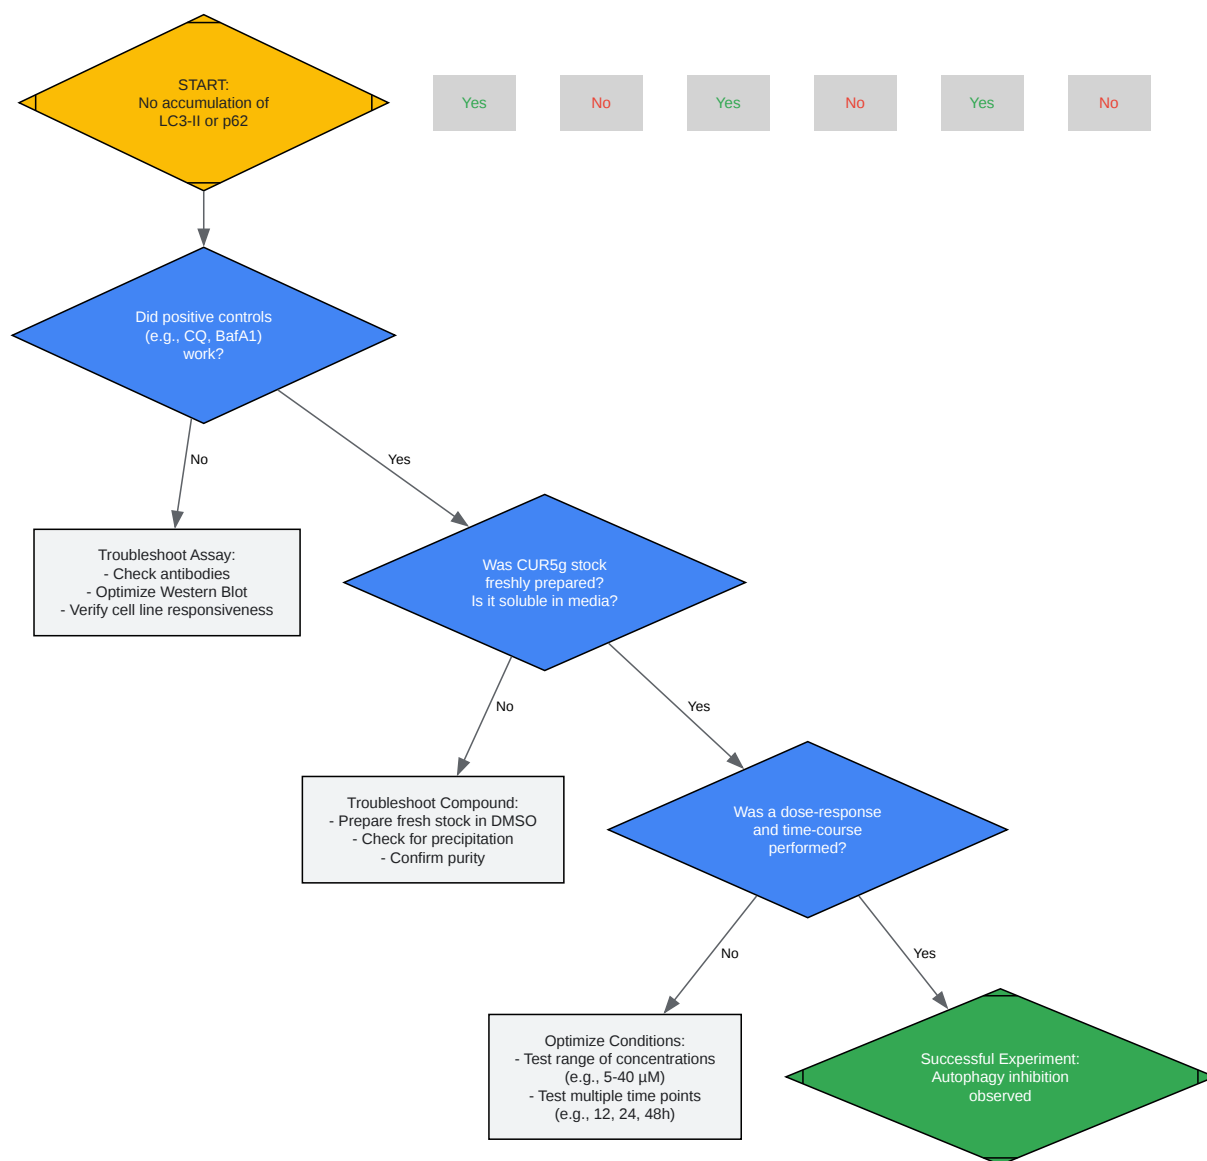 START:
No accumulation of
LC3-II or p62
Yes
No
Yes
No
Yes
No
Did positive controls
(e.g., CQ, BafA1)
work?
No
Yes
Troubleshoot Assay:
- Check antibodies
- Optimize Western Blot
- Verify cell line responsiveness
Was CUR5g stock
freshly prepared?
Is it soluble in media?
No
Yes
Troubleshoot Compound:
- Prepare fresh stock in DMSO
- Check for precipitation
- Confirm purity
Was a dose-response
and time-course
performed?
No
Yes
Optimize Conditions:
- Test range of concentrations
(e.g., 5-40 µM)
- Test multiple time points
(e.g., 12, 24, 48h)
Successful Experiment:
Autophagy inhibition
observed